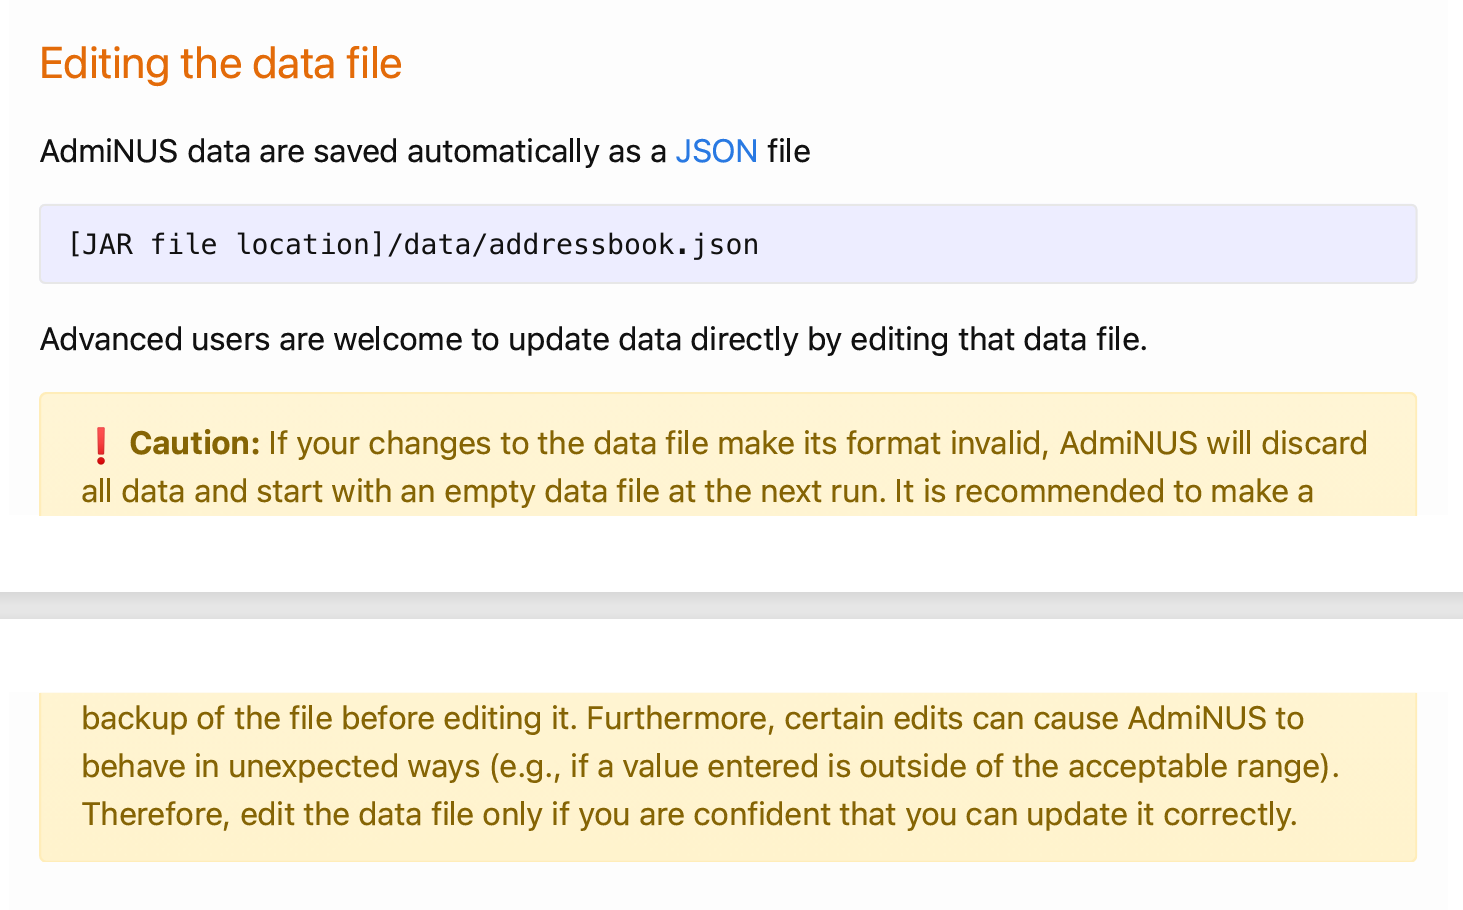 Editing the data file
AdmiNUS data are saved automatically as a JSON file
[JAR file location]/data/addressbook.json
Advanced users are welcome to update data directly by editing that data file.
❗ Caution: If your changes to the data file make its format invalid, AdmiNUS will discard
all data and start with an empty data file at the next run. It is recommended to make a
backup of the file before editing it. Furthermore, certain edits can cause AdmiNUS to
behave in unexpected ways (e.g., if a value entered is outside of the acceptable range).
Therefore, edit the data file only if you are confident that you can update it correctly.